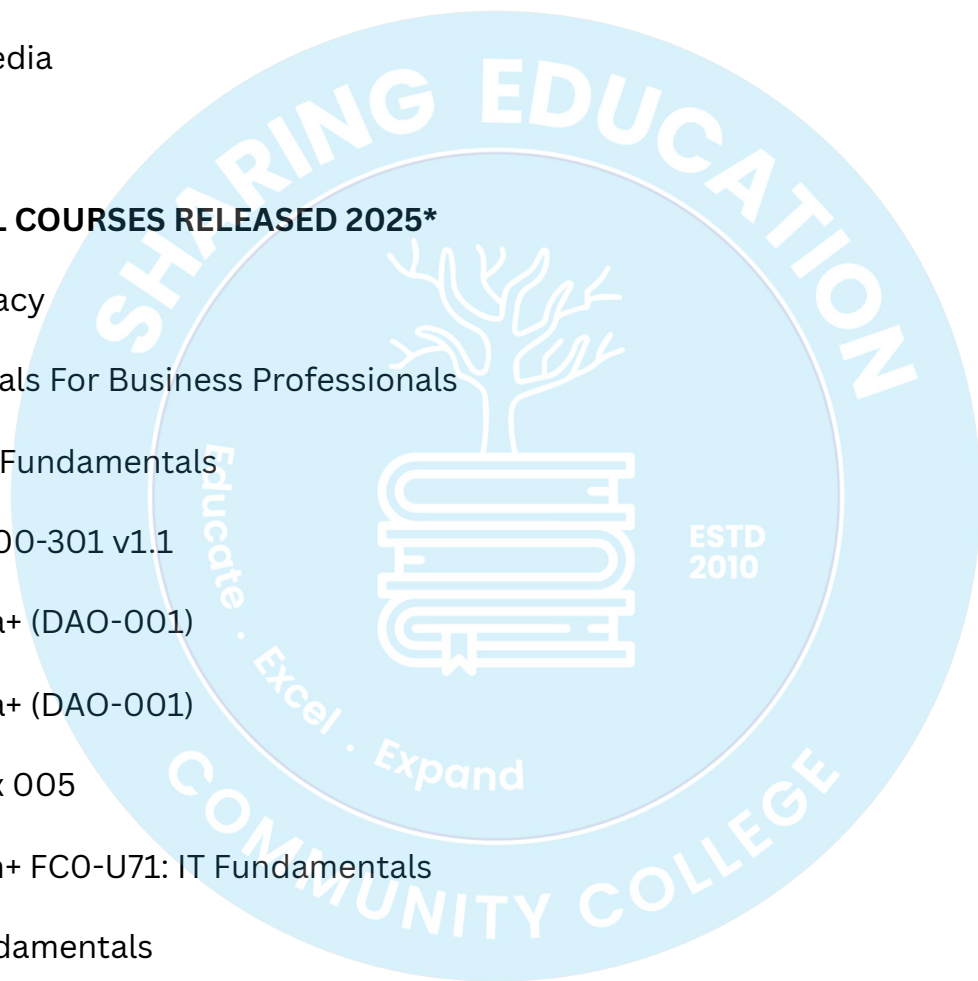 edia
L COURSES RELEASED 2025*
acy
als For Business Professionals
Fundamentals
00-301 v1.1
a+ (DAO-001)
a+ (DAO-001)
x 005
n+ FC0-U71: IT Fundamentals
damentals
SHARING EDUCATION
Educate . Excel . Expand
ESTD
2010
COMMUNITY COLLEGE